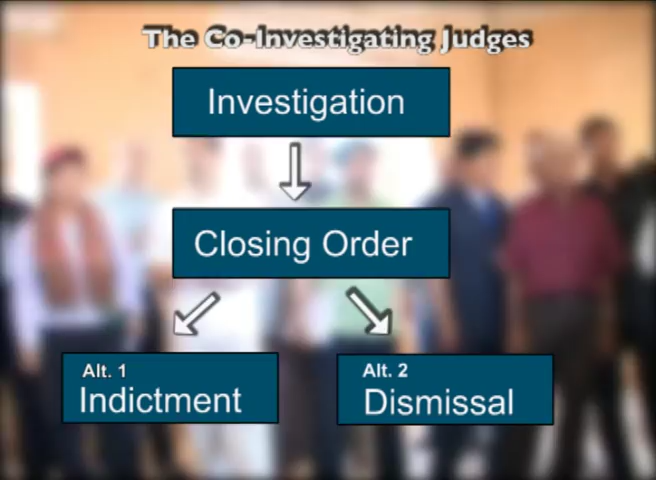 The Co-Investigating Judges
Investigation
Closing Order
Alt. 1
Indictment
Alt. 2
Dismissal